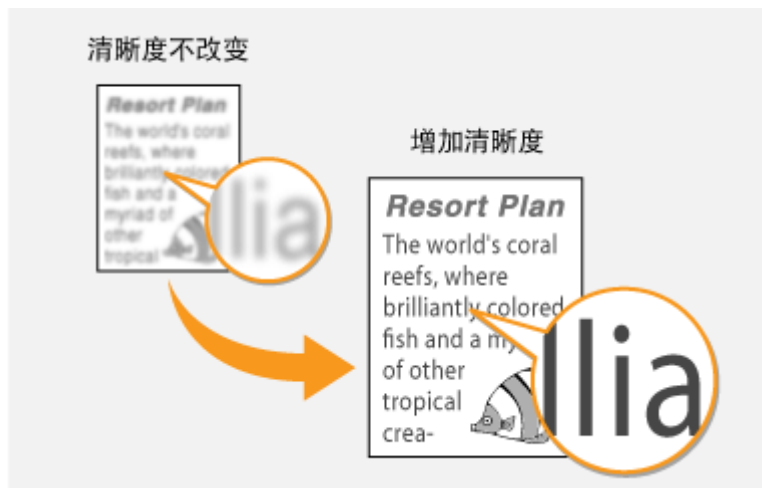 清晰度不改变
Resort Plan
The world's coral
reefs, where
brilliantly colored
fish and a
myriad of
other
tropical
llia
增加清晰度
Resort Plan
The world's coral
reefs, where
brilliantly colored
fish and a my
of other
tropical
crea-
llia